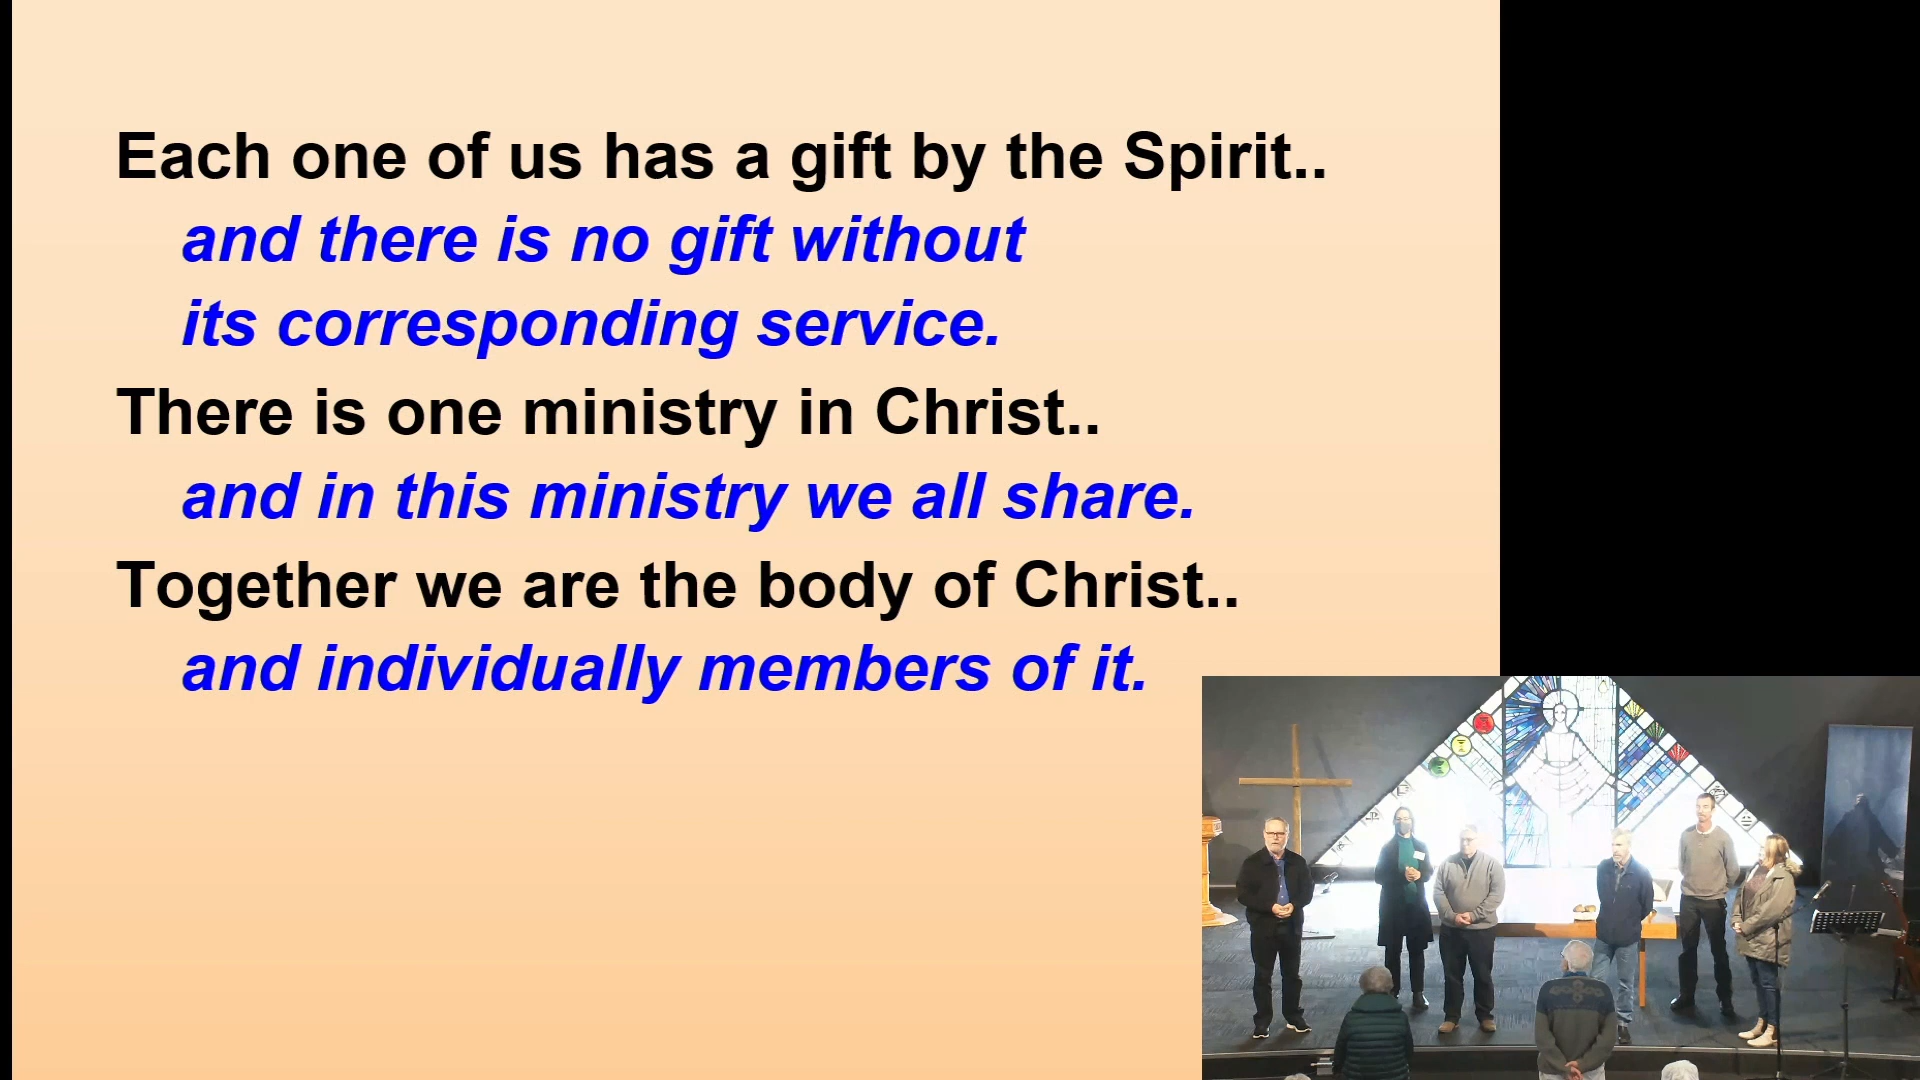 Each one of us has a gift by the Spirit..
and there is no gift without
its corresponding service.
There is one ministry in Christ..
and in this ministry we all share.
Together we are the body of Christ..
and individually members of it.